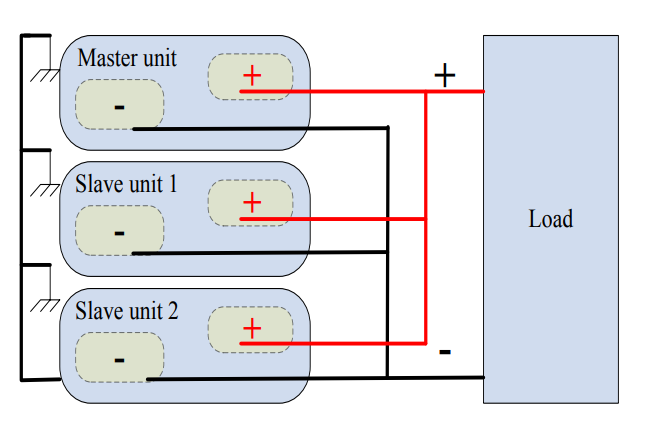 Master unit
+
-
+
Slave unit 1
+
-
Load
Slave unit 2
+
-
-